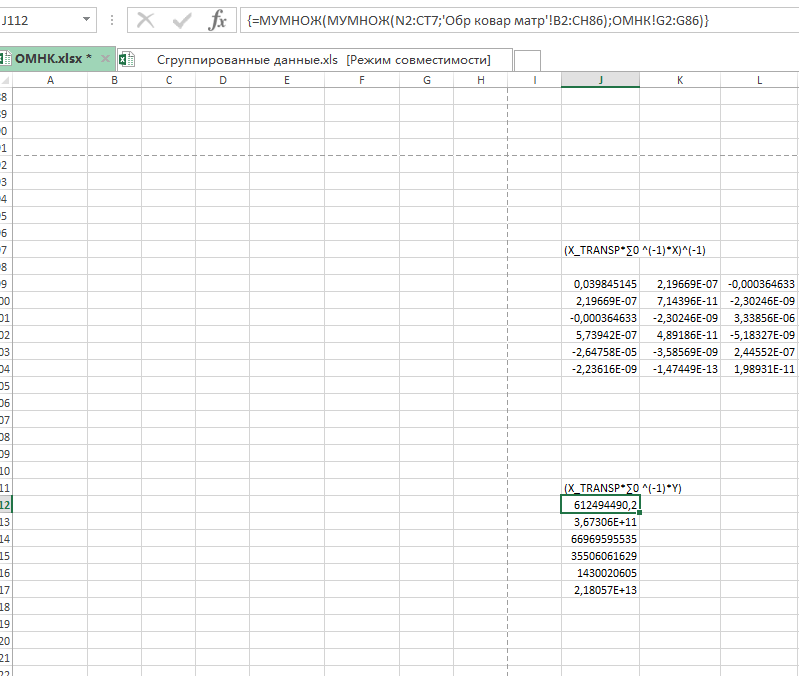 J112 {=МУМНОЖ(МУМНОЖ(N2:CT7;'Обр ковар матр'!B2:CH86);ОМНК!G2:G86)}
ОМНК.xlsx * Сгруппированные данные.xls [Режим совместимости]
A B C D E F G H I J K L
(X_TRANSP*∑0 ^(-1)*X)^(-1)
0,039845145 2,19669E-07 -0,000364633
2,19669E-07 7,14396E-11 -2,30246E-09
-0,000364633 -2,30246E-09 3,33856E-06
5,73942E-07 4,89186E-11 -5,18327E-09
-2,64758E-05 -3,58569E-09 2,44552E-07
-2,23616E-09 -1,47449E-13 1,98931E-11
(X_TRANSP*∑0 ^(-1)*Y)
612494490,2
3,67306E+11
66969595535
35506061629
1430020605
2,18057E+13